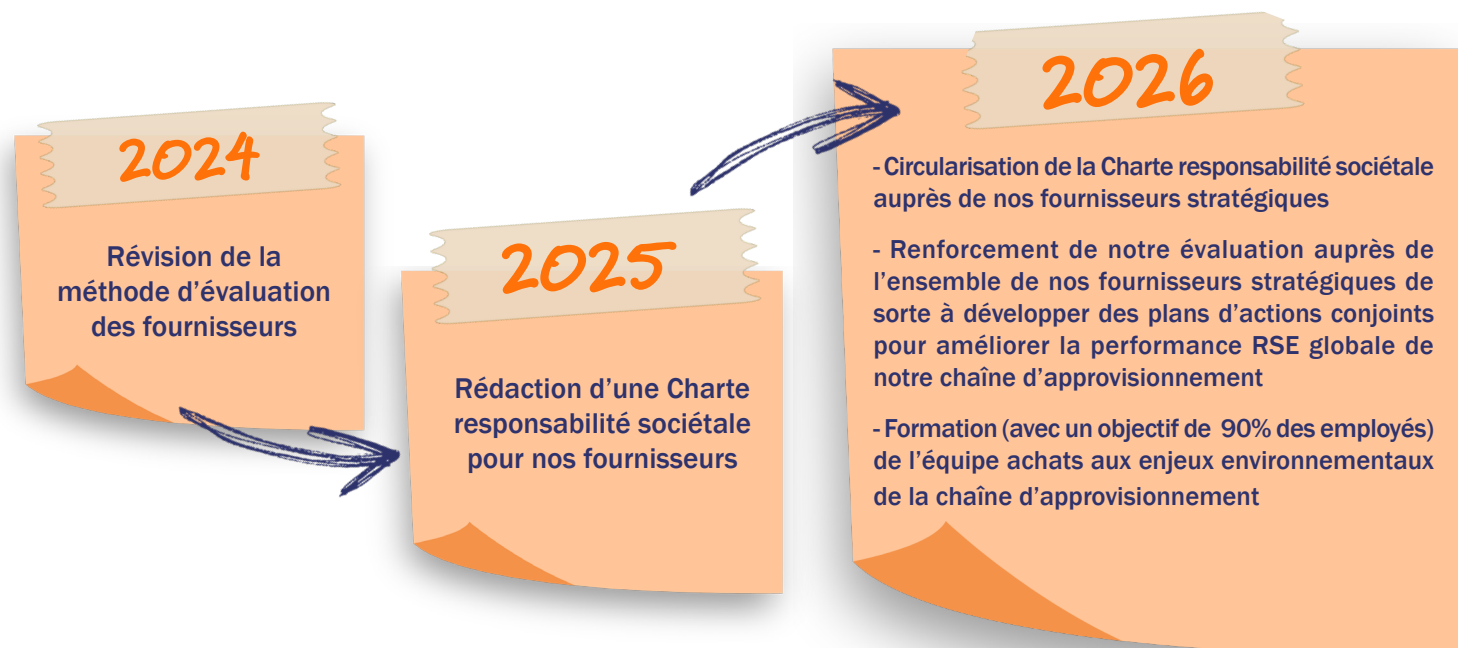 2024
Révision de la
méthode d’évaluation
des fournisseurs
2025
Rédaction d’une Charte
responsabilité sociétale
pour nos fournisseurs
2026
- Circularisation de la Charte responsabilité sociétale
auprès de nos fournisseurs stratégiques
- Renforcement de notre évaluation auprès de
l’ensemble de nos fournisseurs stratégiques de
sorte à développer des plans d’actions conjoints
pour améliorer la performance RSE globale de
notre chaîne d’approvisionnement
- Formation (avec un objectif de 90% des employés)
de l’équipe achats aux enjeux environnementaux
de la chaîne d’approvisionnement